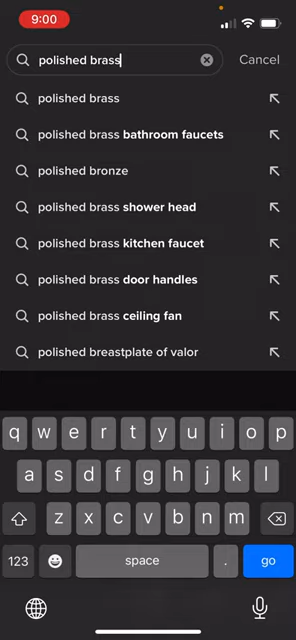 9:00
polished brass
Cancel
polished brass
polished brass bathroom faucets
polished bronze
polished brass shower head
polished brass kitchen faucet
polished brass door handles
polished brass ceiling fan
polished breastplate of valor
q w e r t y u i o p
a s d f g h j k l
z x c v b n m
123 space . go